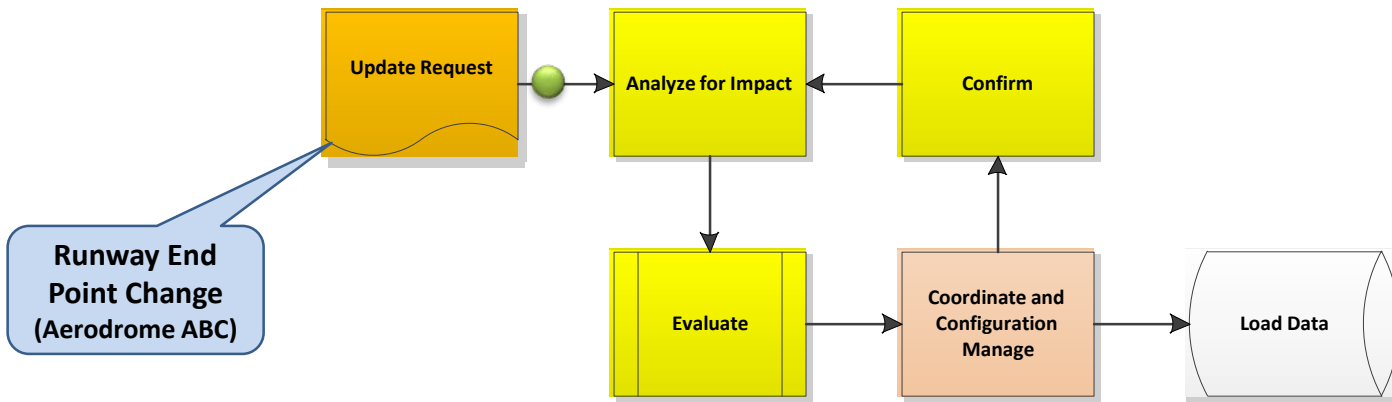 Update Request
Analyze for Impact
Confirm
Runway End
Point Change
(Aerodrome ABC)
Evaluate
Coordinate and
Configuration
Manage
Load Data